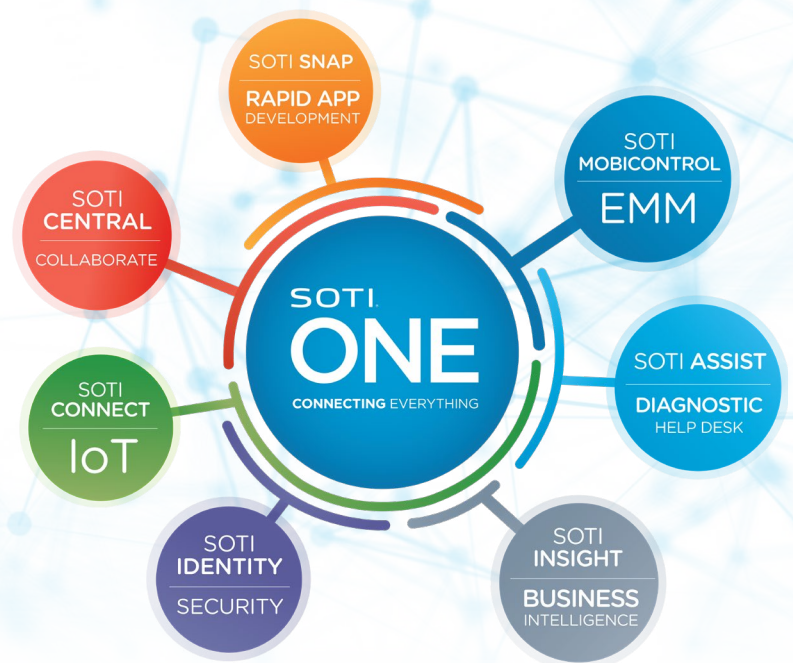 SOTI SNAP
RAPID APP
DEVELOPMENT
SOTI
MOBICONTROL
EMM
SOTI
CENTRAL
COLLABORATE
SOTI
ONE
CONNECTING EVERYTHING
SOTI ASSIST
DIAGNOSTIC
HELP DESK
SOTI
CONNECT
IoT
SOTI
IDENTITY
SECURITY
SOTI
INSIGHT
BUSINESS
INTELLIGENCE